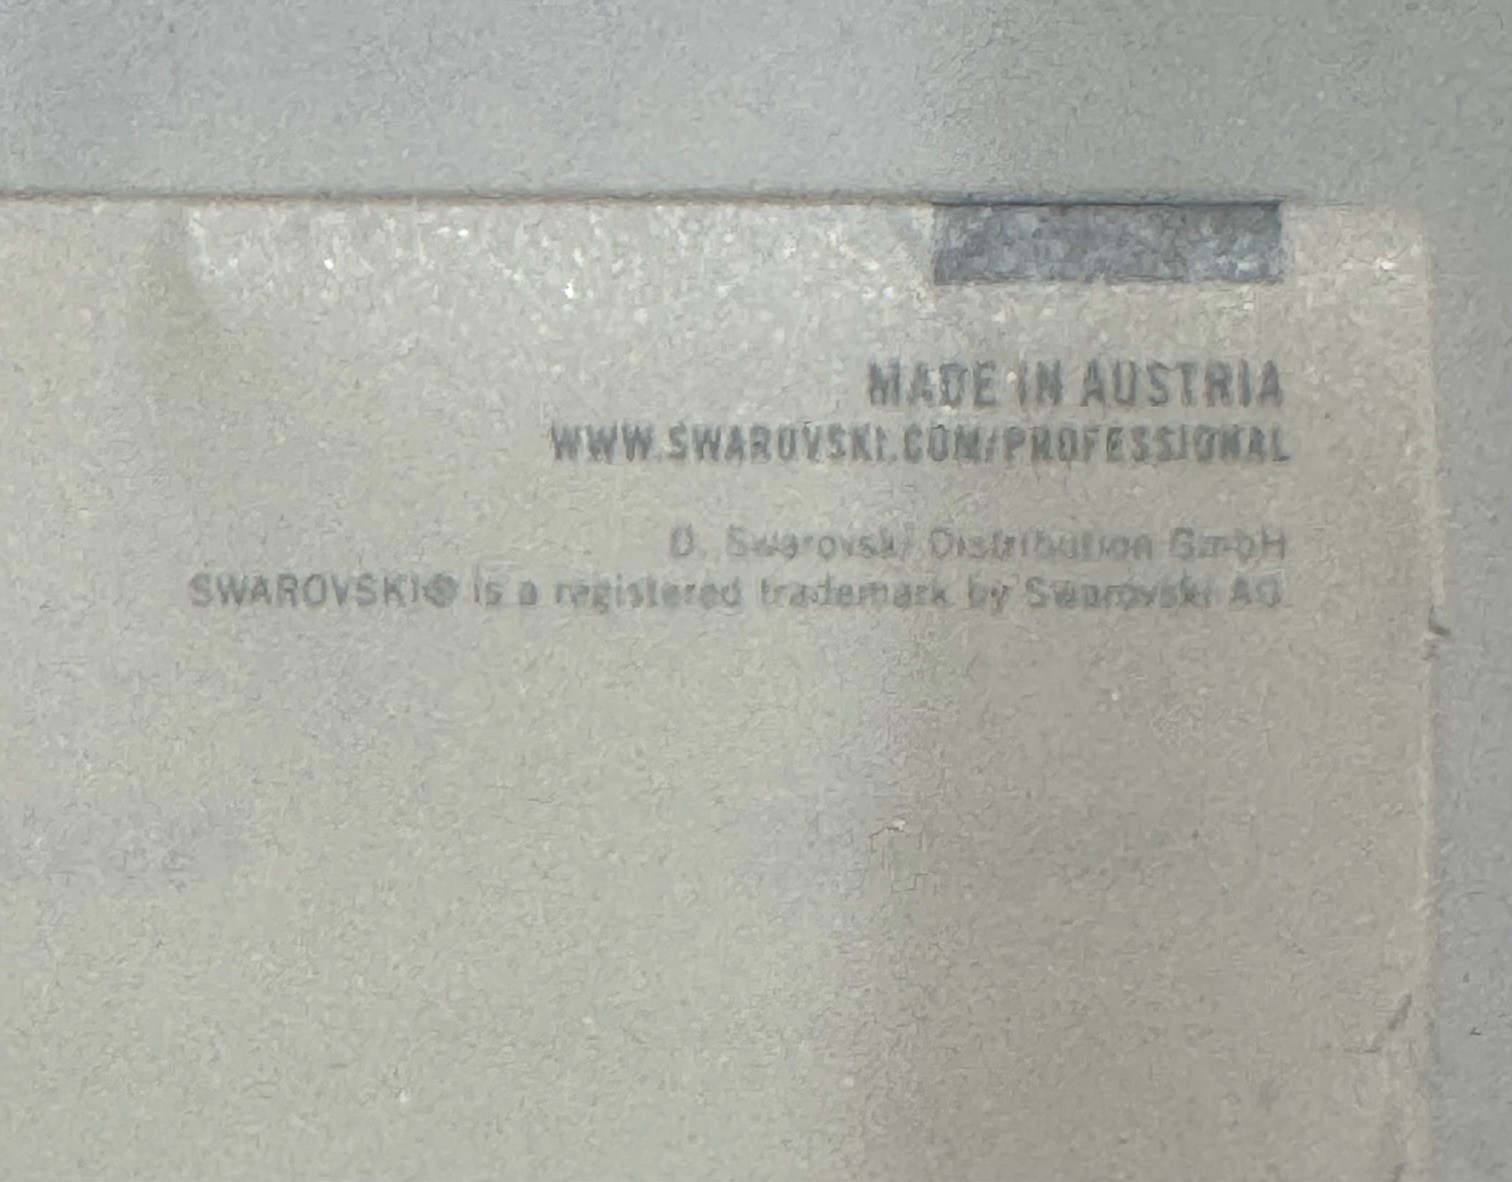 MADE IN AUSTRIA
WWW.SWAROVSKI.COM/PROFESSIONAL
D. Swarovski Distribution GmbH
SWAROVSKI® is a registered trademark by Swarovski AG.